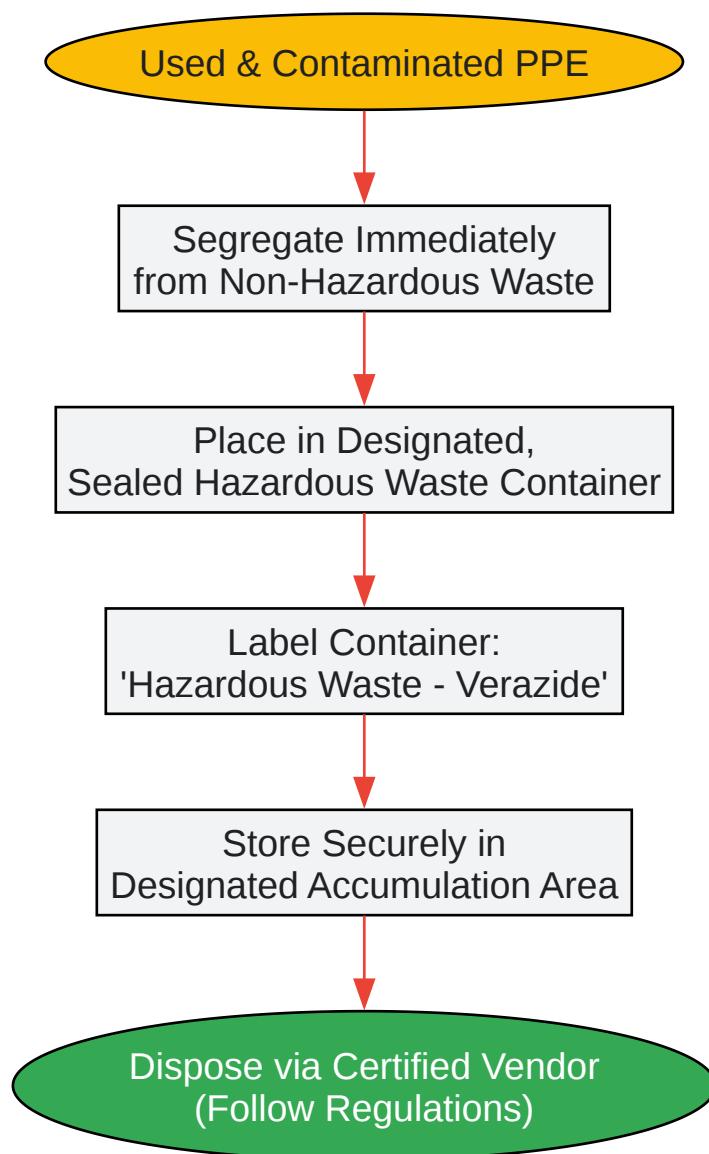 Used & Contaminated PPE
Segregate Immediately
from Non-Hazardous Waste
Place in Designated,
Sealed Hazardous Waste Container
Label Container:
'Hazardous Waste - Verazide'
Store Securely in
Designated Accumulation Area
Dispose via Certified Vendor
(Follow Regulations)